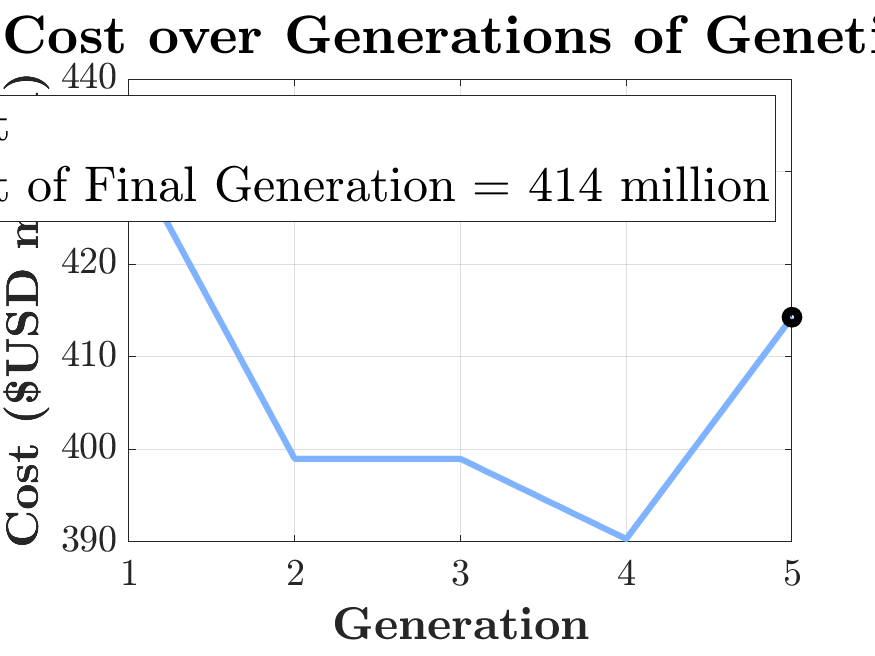 Cost over Generations of Geneti
440
t
t of Final Generation = 414 million
420
410
400
390
Cost ($USD m
1 2 3 4 5
Generation